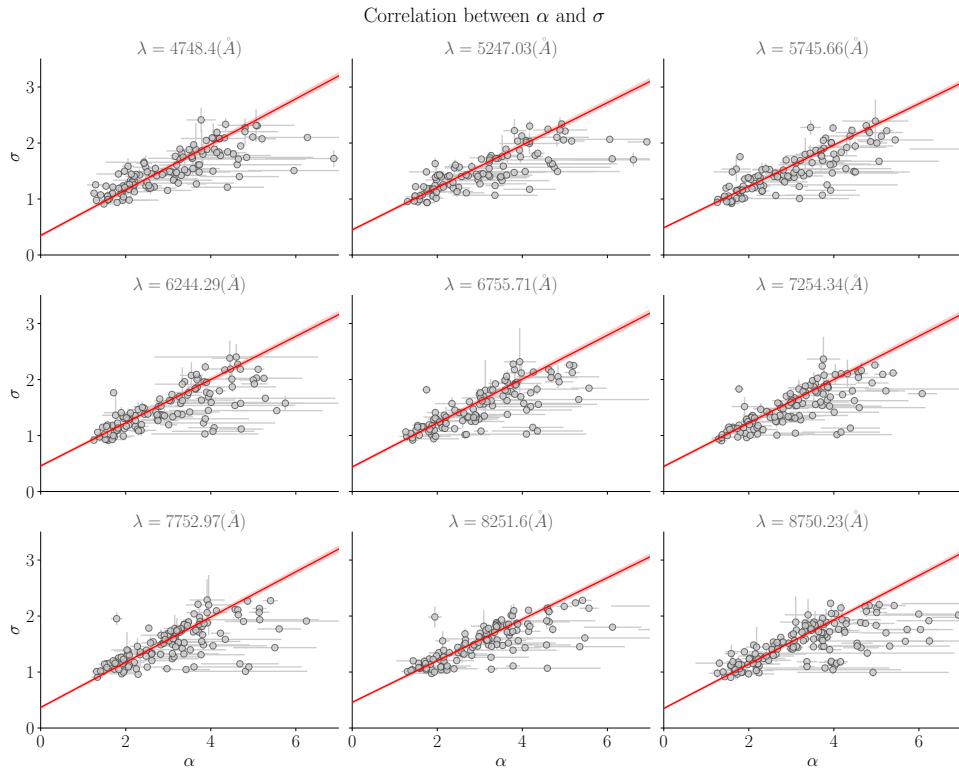 Correlation between α and σ
λ = 4748.4(Å)
λ = 5247.03(Å)
λ = 5745.66(Å)
3
2
1
0
σ
λ = 6244.29(Å)
λ = 6755.71(Å)
λ = 7254.34(Å)
3
2
1
0
σ
λ = 7752.97(Å)
λ = 8251.6(Å)
λ = 8750.23(Å)
3
2
1
0
σ
0 2 4 6
0 2 4 6
0 2 4 6
α
α
α